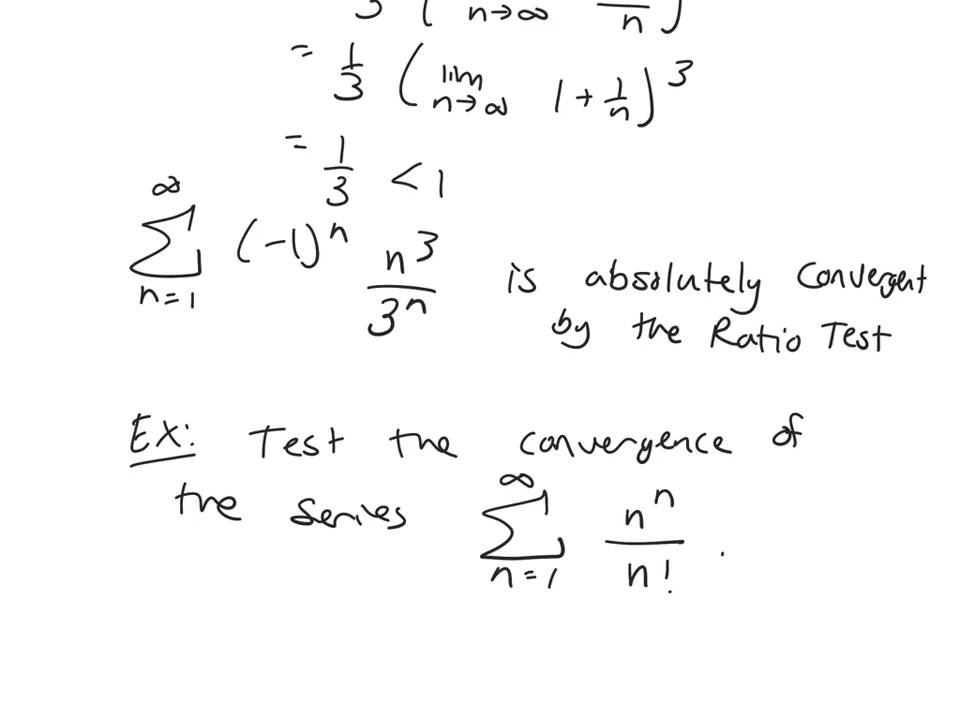 3 ( n→∞ n )
= 1/3 ( lim n→∞ 1 + 1/n )^3
= 1/3 < 1
∑_{n=1}^{∞} (-1)^n n^3/3^n is absolutely convergent
by the Ratio Test
EX: Test the convergence of
the series ∑_{n=1}^{∞} n^n/n! .